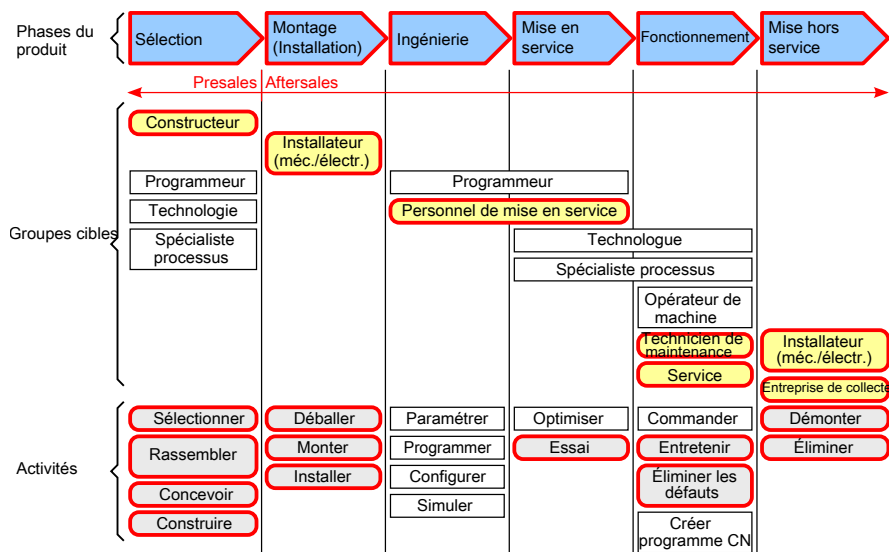 Phases du
produit
Sélection
Montage
(Installation)
Ingénierie
Mise en
service
Fonctionnement
Mise hors
service
Presales
Aftersales
Groupes cibles
Constructeur
Installateur
(méc./électr.)
Programmeur
Programmeur
Technologie
Personnel de mise en service
Spécialiste
processus
Technologue
Spécialiste processus
Opérateur de
machine
Technicien de
maintenance
Installateur
(méc./électr.)
Service
Entreprise de collecte
Activités
Sélectionner
Déballer
Paramétrer
Optimiser
Commander
Démonter
Rassembler
Monter
Programmer
Essai
Entretenir
Éliminer
Installer
Configurer
Éliminer les
défauts
Concevoir
Simuler
Construire
Créer
programme CN